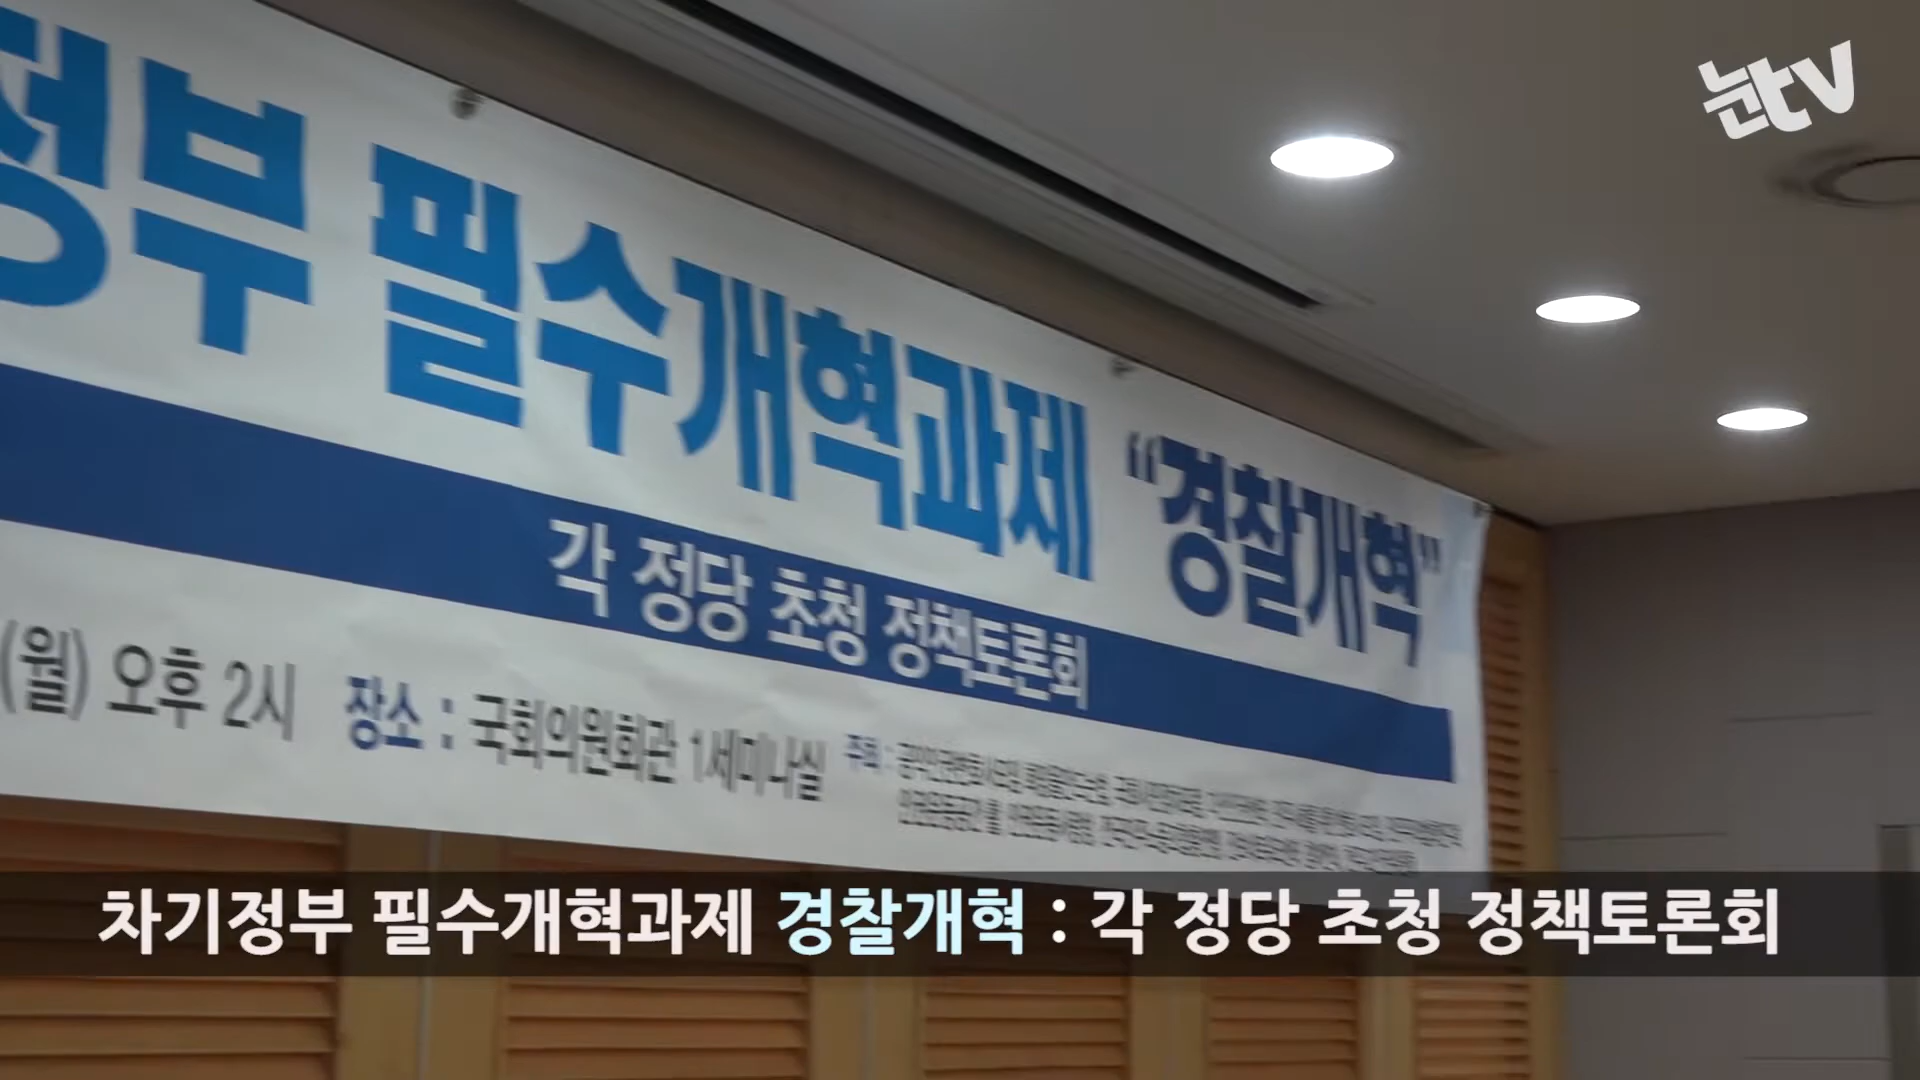 눈tv
정부 필수개혁과제 “경찰개혁”
각 정당 초청 정책토론회
(월) 오후 2시 장소 : 국회의원회관 1세미나실 주최 :
차기정부 필수개혁과제 경찰개혁 : 각 정당 초청 정책토론회